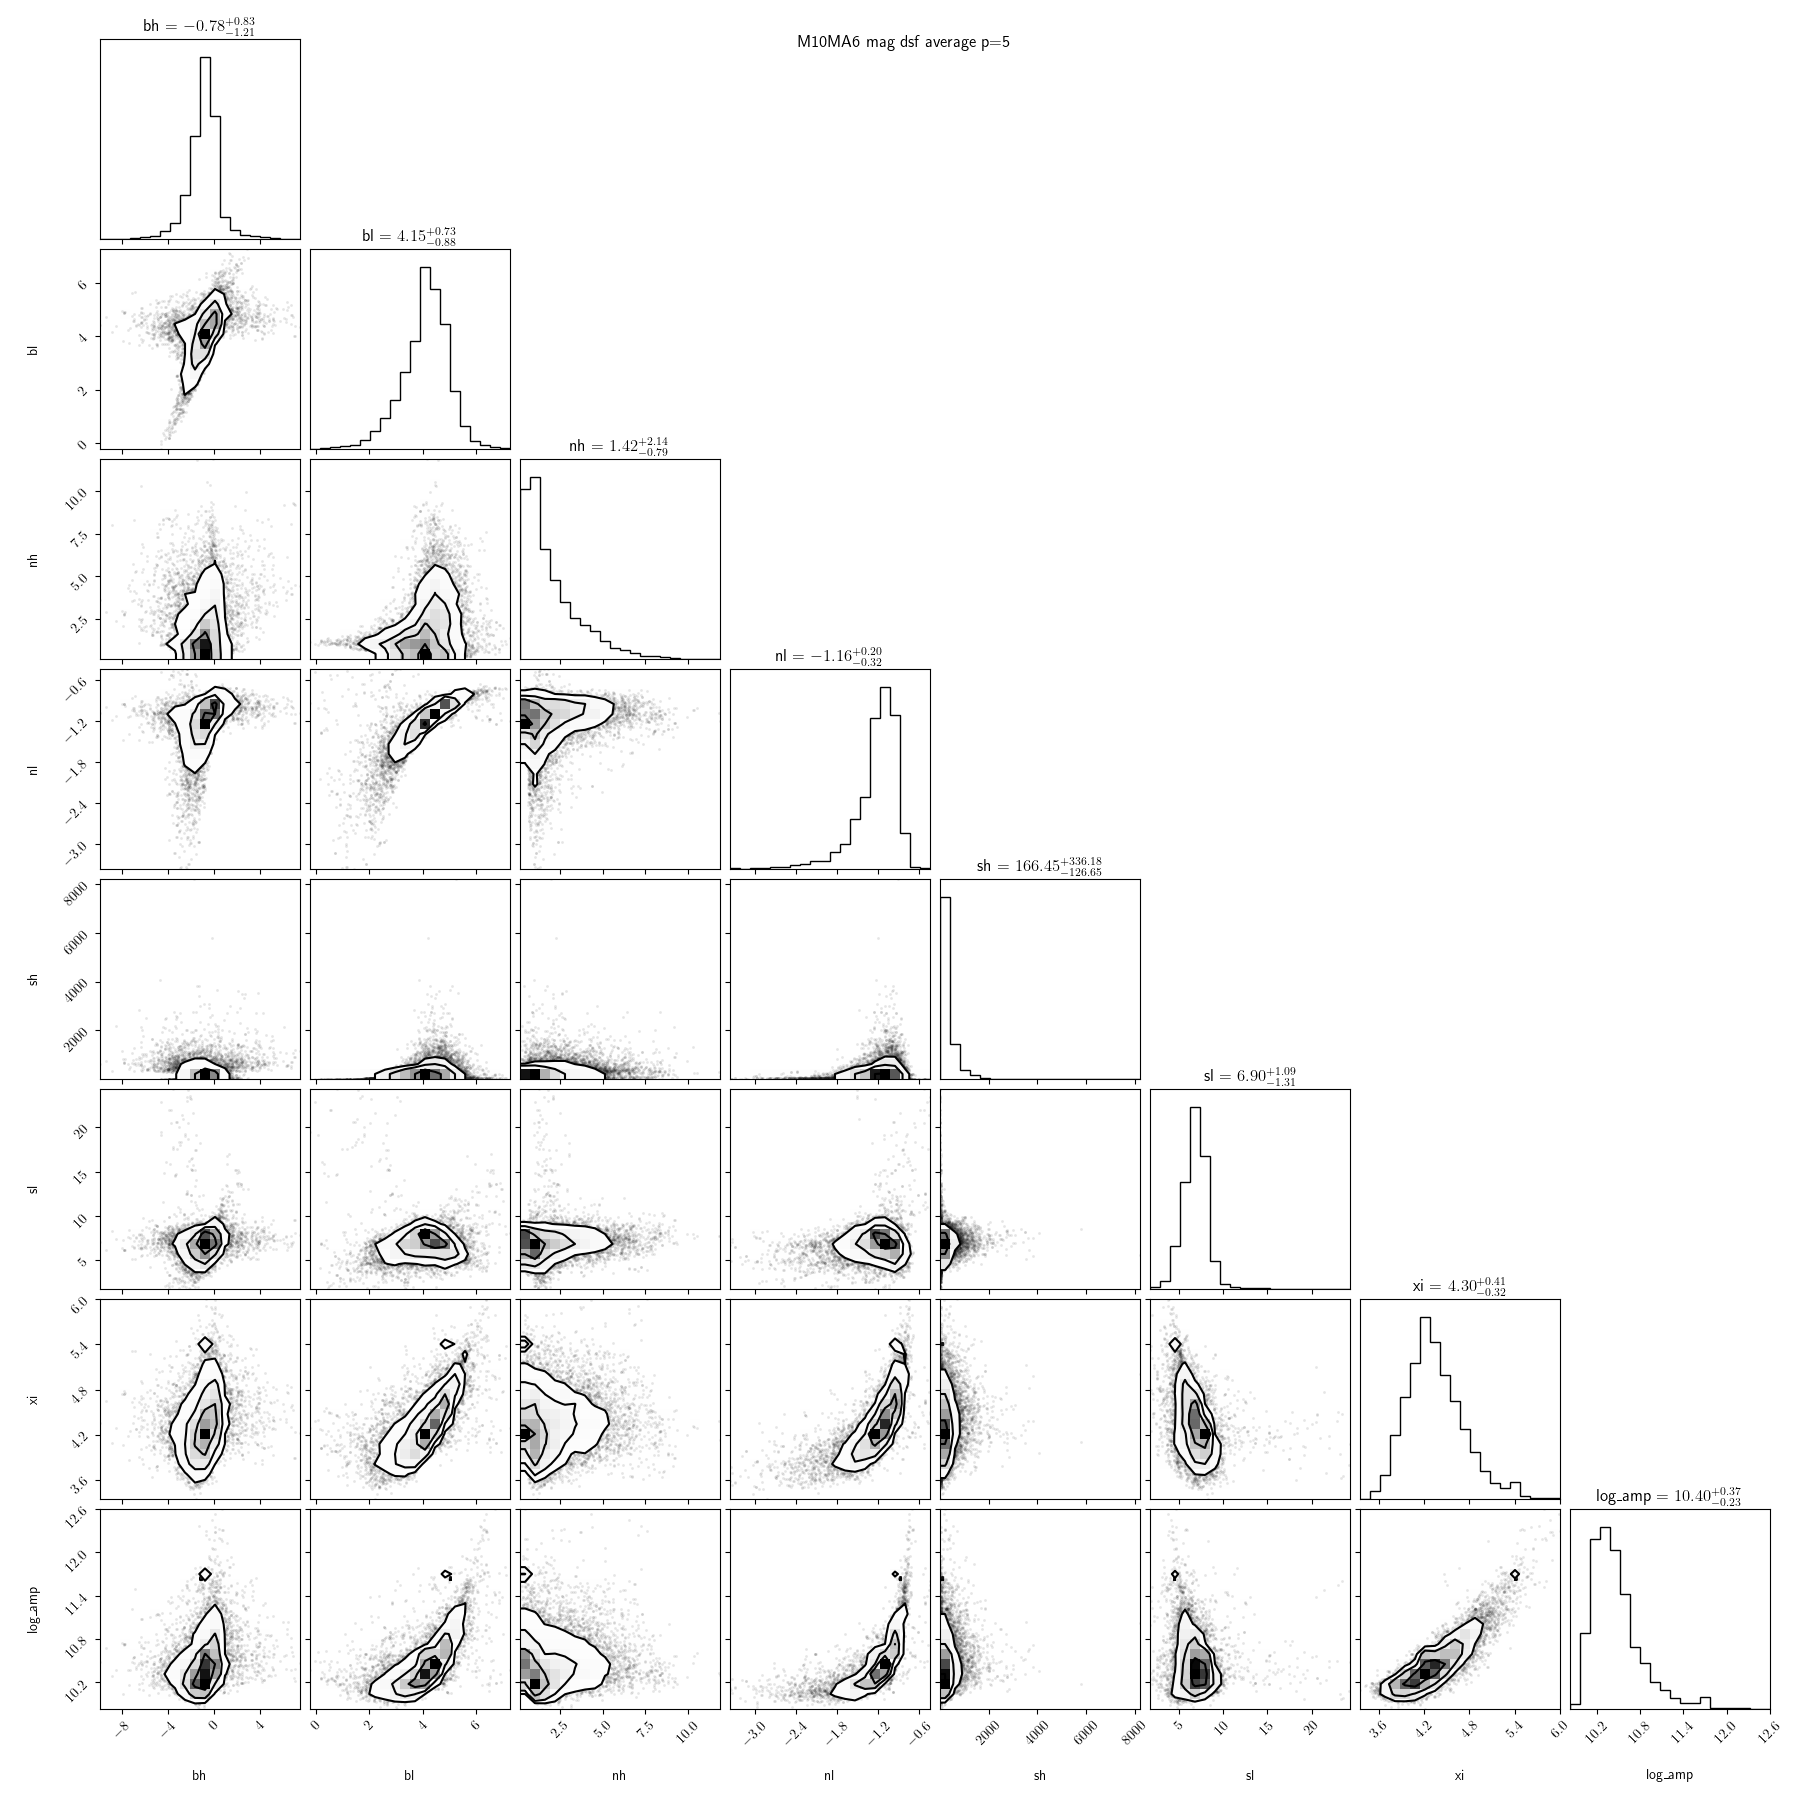 M10MA6 mag dsf average p=5
bh = −0.78+0.83−1.21
bl = 4.15+0.73−0.88
nh = 1.42+2.14−0.79
nl = −1.16+0.20−0.32
sh = 166.45+336.18−126.65
sl = 6.90+1.09−1.31
xi = 4.30+0.41−0.32
log_amp = 10.40+0.37−0.23
bl
6
4
2
0
nh
10.0
7.5
5.0
2.5
nl
−0.6
−1.2
−1.8
−2.4
−3.0
sh
8000
6000
4000
2000
sl
20
15
10
5
xi
6.0
5.4
4.8
4.2
3.6
log_amp
12.6
12.0
11.4
10.8
10.2
−8 −4 0 4
0 2 4 6
2.5 5.0 7.5 10.0
−3.0 −2.4 −1.8 −1.2 −0.6
2000 4000 6000 8000
5 10 15 20
3.6 4.2 4.8 5.4 6.0
10.2 10.8 11.4 12.0 12.6
bh bl nh nl sh sl xi log_amp